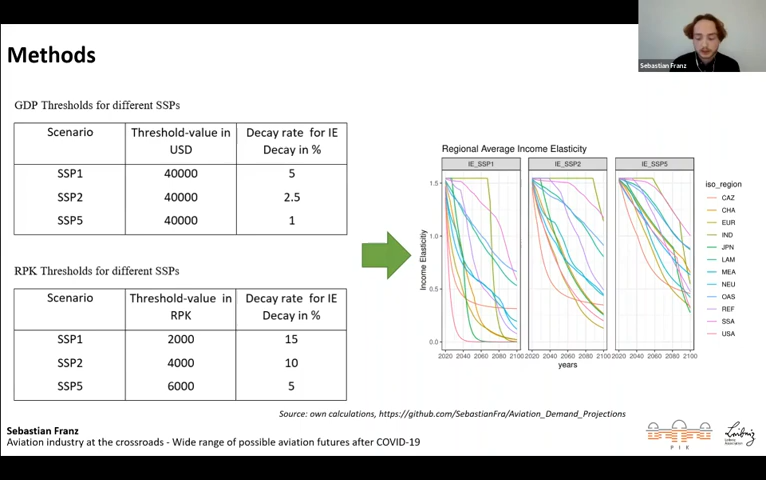 Sebastian Franz
Methods
GDP Thresholds for different SSPs
Scenario Threshold-value in USD Decay rate for IE Decay in %
SSP1 40000 5
SSP2 40000 2.5
SSP5 40000 1
RPK Thresholds for different SSPs
Scenario Threshold-value in RPK Decay rate for IE Decay in %
SSP1 2000 15
SSP2 4000 10
SSP5 6000 5
Regional Average Income Elasticity
IE_SSP1 IE_SSP2 IE_SSP5
Income Elasticitiy
1.5
1.0
0.5
0.0
2020 2040 2060 2080 2100 2020 2040 2060 2080 2100 2020 2040 2060 2080 2100
years
iso_region
CAZ
CHA
EUR
IND
JPN
LAM
MEA
NEU
OAS
REF
SSA
USA
Source: own calculations, https://github.com/SebastianFra/Aviation_Demand_Projections
Sebastian Franz
Aviation industry at the crossroads - Wide range of possible aviation futures after COVID-19
P I K
Leibniz